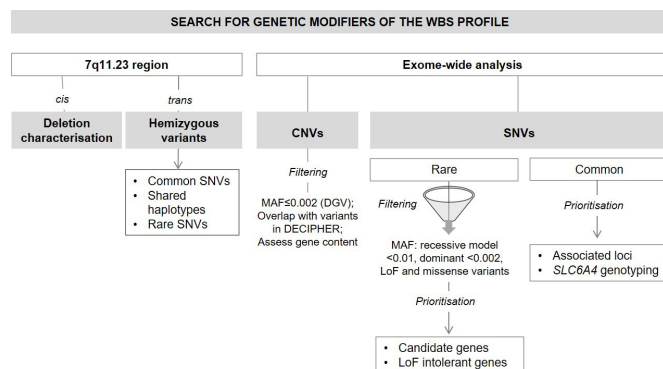 SEARCH FOR GENETIC MODIFIERS OF THE WBS PROFILE
7q11.23 region
Exome-wide analysis
cis
trans
Deletion
characterisation
Hemizygous
variants
CNVs
SNVs
• Common SNVs
• Shared
haplotypes
• Rare SNVs
Filtering
MAF≤0.002 (DGV);
Overlap with variants
in DECIPHER;
Assess gene content
Rare
Common
Filtering
MAF: recessive model
<0.01, dominant <0.002,
LoF and missense variants
Prioritisation
• Candidate genes
• LoF intolerant genes
Prioritisation
• Associated loci
• SLC6A4 genotyping